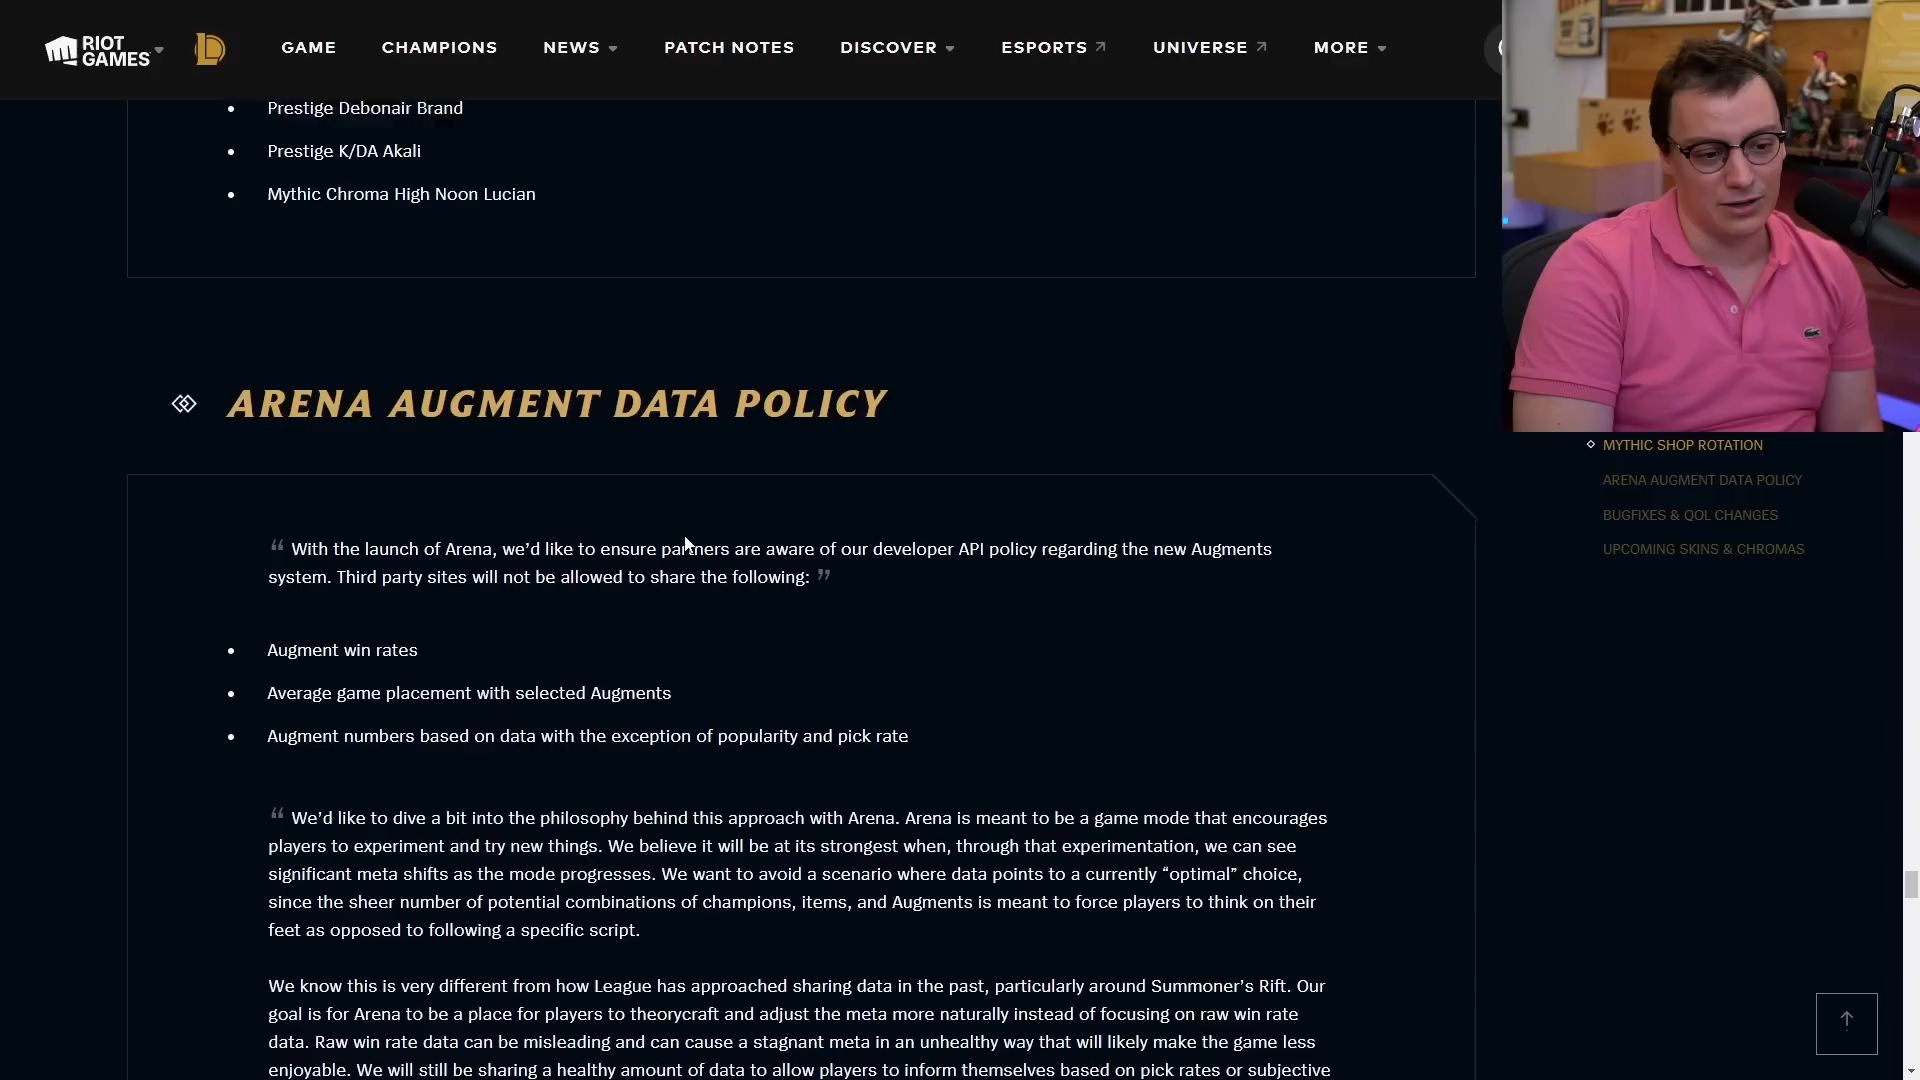 RIOT
GAMES
GAME
CHAMPIONS
NEWS
PATCH NOTES
DISCOVER
ESPORTS
UNIVERSE
MORE
Prestige Debonair Brand
Prestige K/DA Akali
Mythic Chroma High Noon Lucian
ARENA AUGMENT DATA POLICY
“ With the launch of Arena, we’d like to ensure partners are aware of our developer API policy regarding the new Augments
system. Third party sites will not be allowed to share the following: ”
Augment win rates
Average game placement with selected Augments
Augment numbers based on data with the exception of popularity and pick rate
“ We’d like to dive a bit into the philosophy behind this approach with Arena. Arena is meant to be a game mode that encourages
players to experiment and try new things. We believe it will be at its strongest when, through that experimentation, we can see
significant meta shifts as the mode progresses. We want to avoid a scenario where data points to a currently “optimal” choice,
since the sheer number of potential combinations of champions, items, and Augments is meant to force players to think on their
feet as opposed to following a specific script.
We know this is very different from how League has approached sharing data in the past, particularly around Summoner’s Rift. Our
goal is for Arena to be a place for players to theorycraft and adjust the meta more naturally instead of focusing on raw win rate
data. Raw win rate data can be misleading and can cause a stagnant meta in an unhealthy way that will likely make the game less
enjoyable. We will still be sharing a healthy amount of data to allow players to inform themselves based on pick rates or subjective
MYTHIC SHOP ROTATION
ARENA AUGMENT DATA POLICY
BUGFIXES & QOL CHANGES
UPCOMING SKINS & CHROMAS